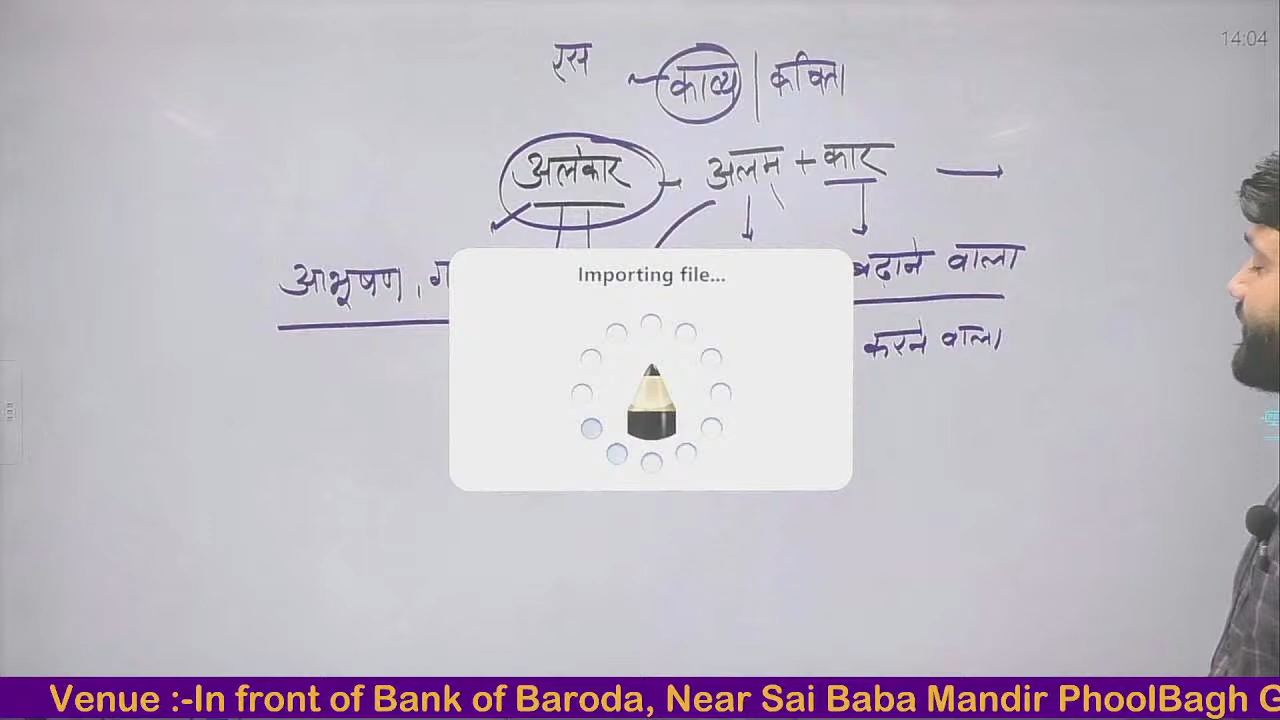 14:04
रस
काव्य | कविता
अलंकार - अलम् + कार →
आभूषण, बढ़ाने वाला
Importing file...
करने वाला
Venue :-In front of Bank of Baroda, Near Sai Baba Mandir PhoolBagh G